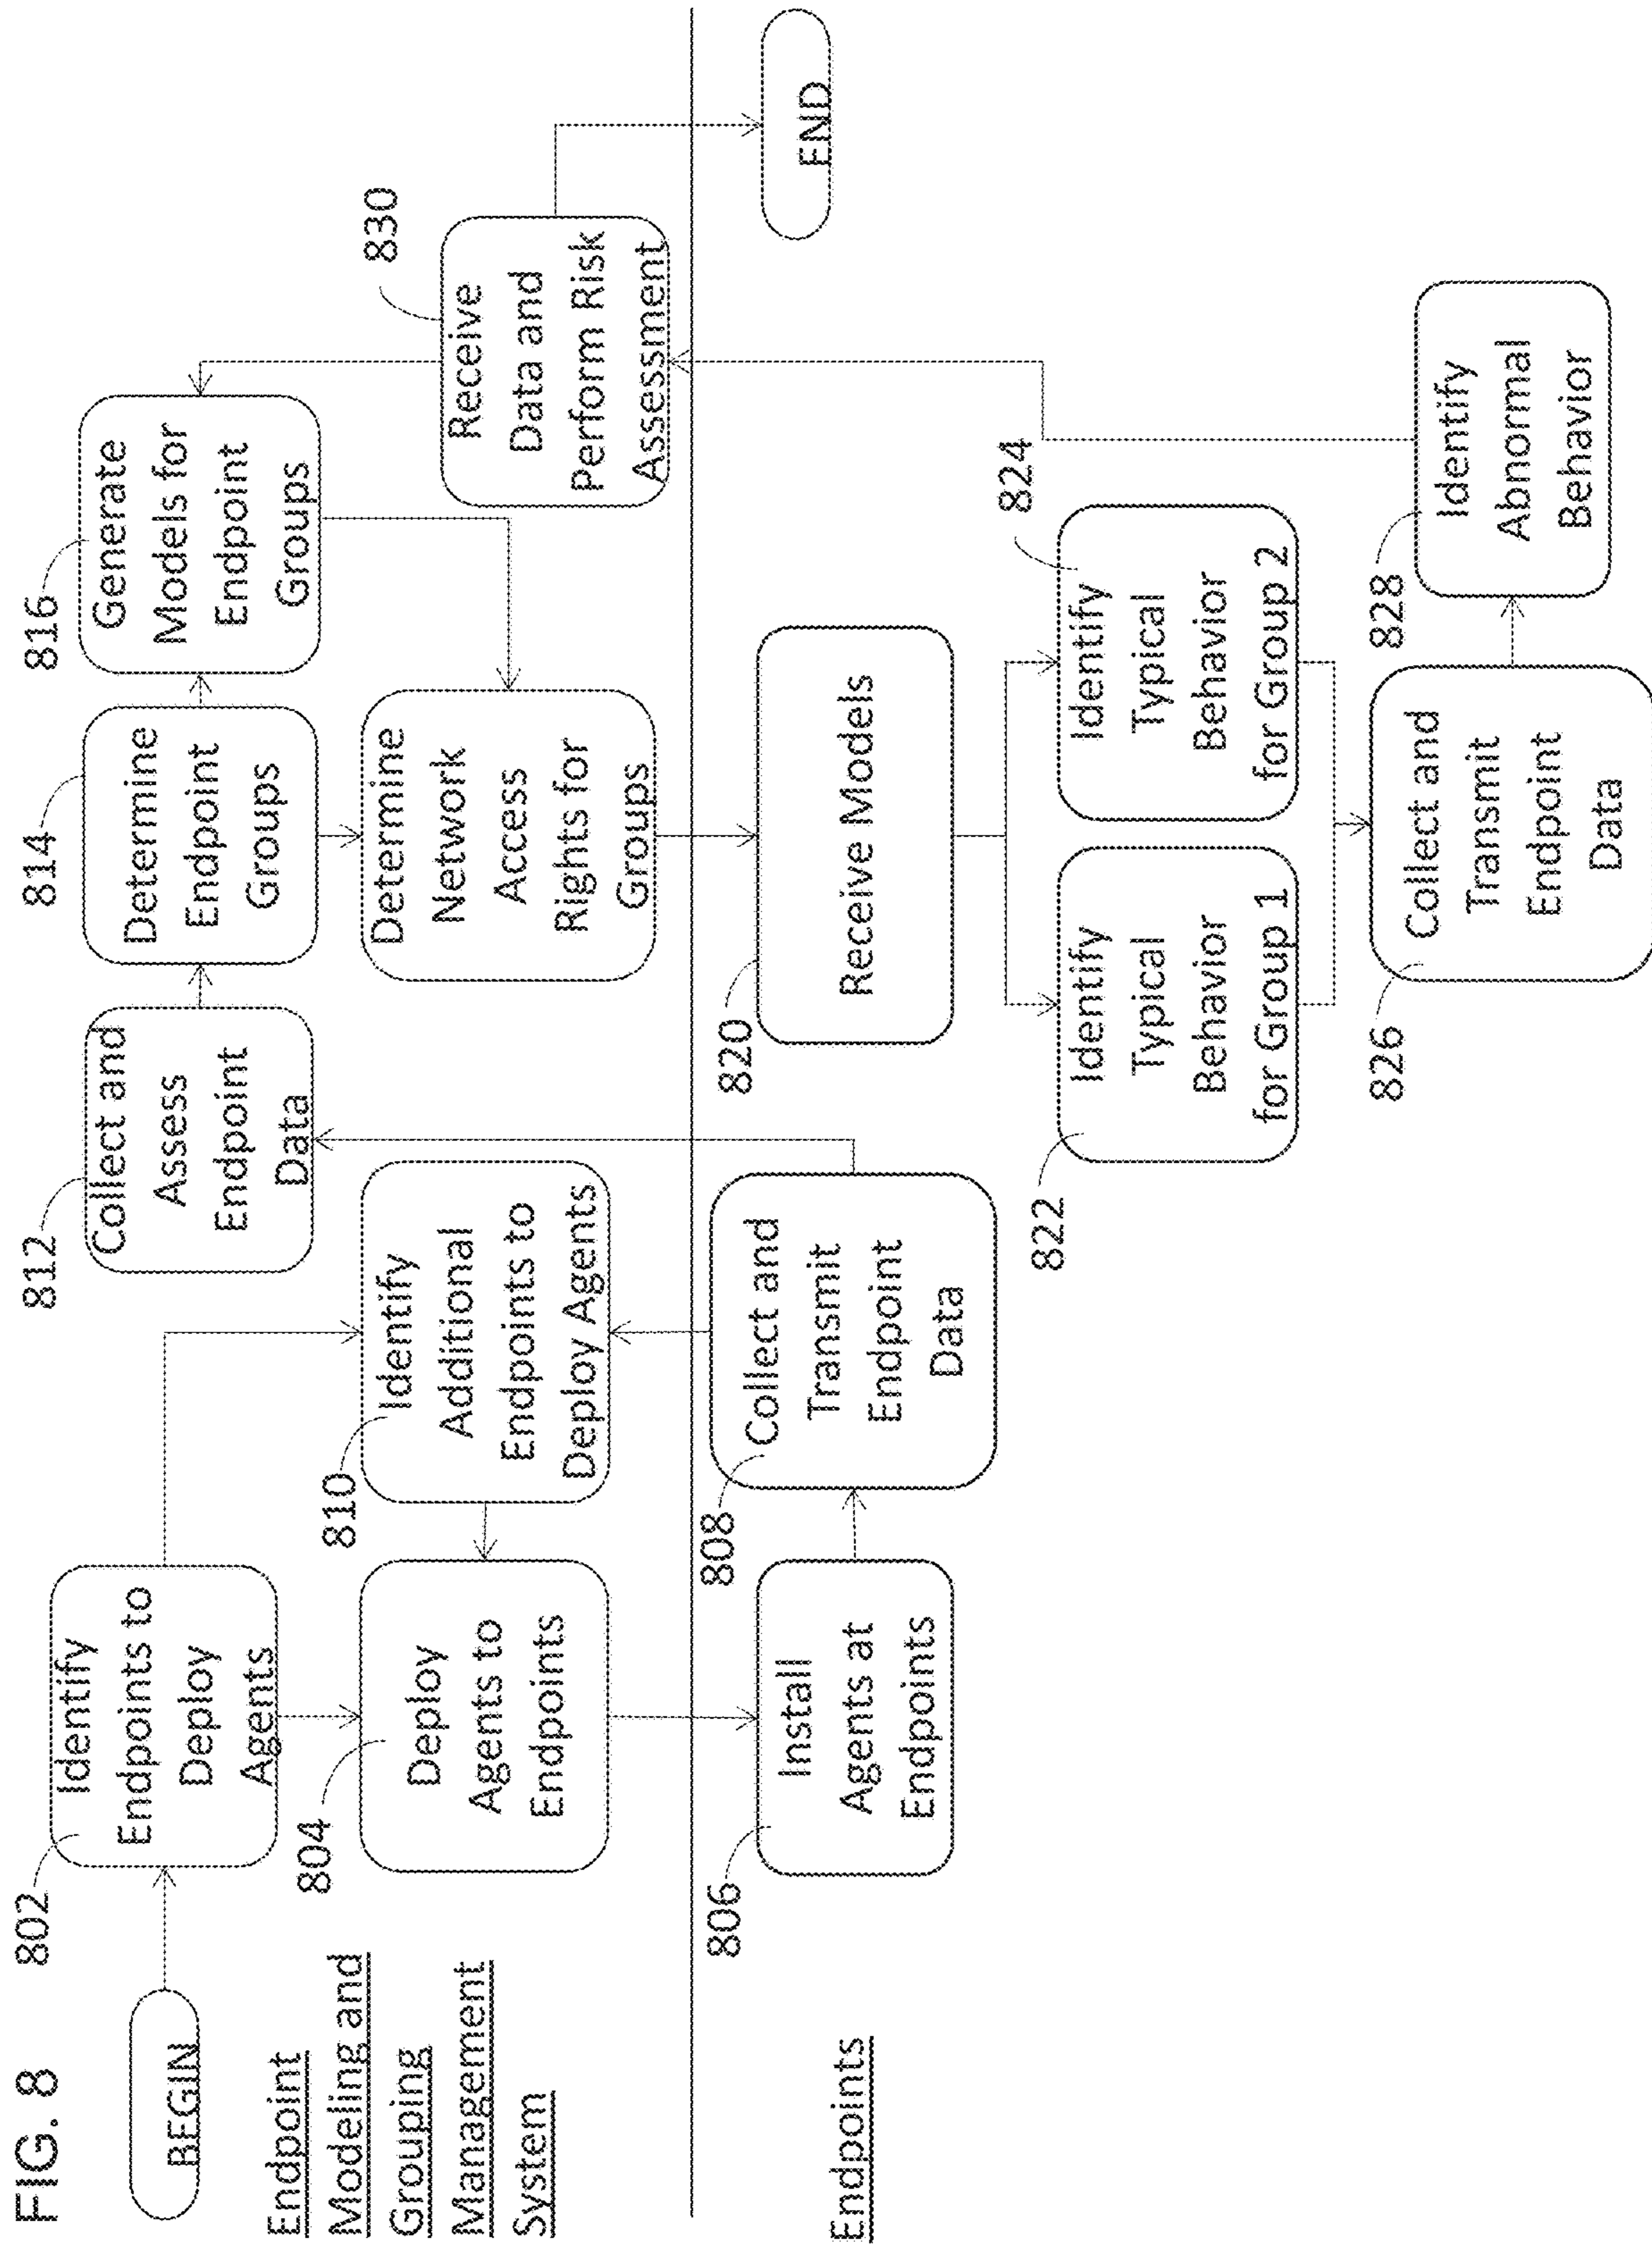 FIG. 8
BEGIN
802
Identify
Endpoints to
Deploy
Agents
Endpoint
Modeling and
Grouping
Management
System
804
Deploy
Agents to
Endpoints
810
Identify
Additional
Endpoints to
Deploy Agents
812
Collect and
Assess
Endpoint
Data
814
Determine
Endpoint
Groups
816
Generate
Models for
Endpoint
Groups
Determine
Network
Access
Rights for
Groups
830
Receive
Data and
Perform Risk
Assessment
END
Endpoints
806
Install
Agents at
Endpoints
808
Collect and
Transmit
Endpoint
Data
820
Receive Models
822
Identify
Typical
Behavior
for Group 1
824
Identify
Typical
Behavior
for Group 2
826
Collect and
Transmit
Endpoint
Data
828
Identify
Abnormal
Behavior